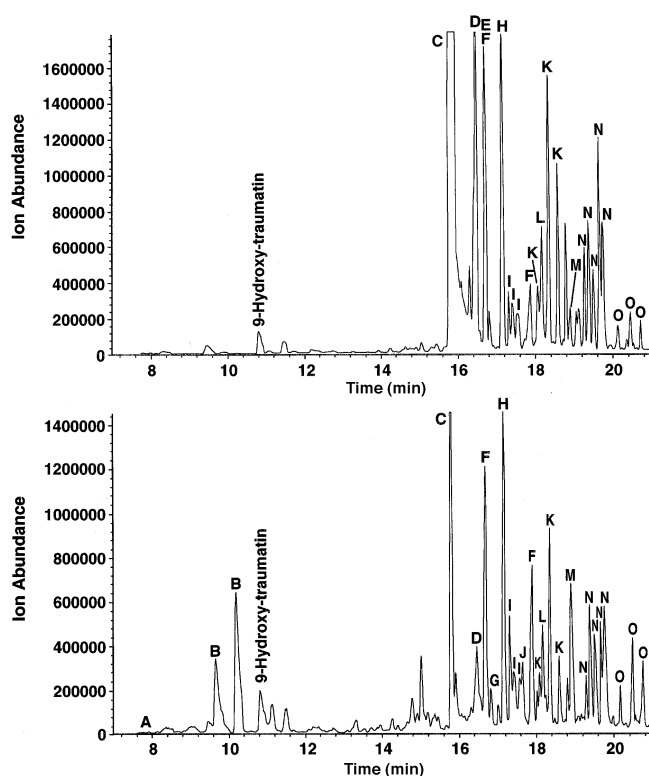 D E H
C F
K
1600000
1400000
K
1200000
N
Ion Abundance
1000000
9-Hydroxy-traumatin
800000
L N N
600000
K
M
F N
400000
I I I
O O O
200000
0
8 10 12 14 16 18 20
Time (min)
H
1400000
C
F
1200000
K
1000000
Ion Abundance
F
M
800000
9-Hydroxy-traumatin
B
N N N
600000
I L
N
D
J
O
400000
B
I I K K
N O O
G
200000
A
0
8 10 12 14 16 18 20
Time (min)